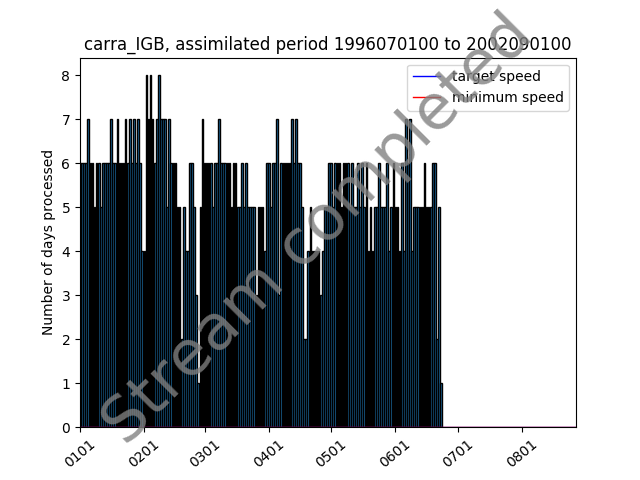 carra_IGB, assimilated period 1996070100 to 2002090100
target speed
minimum speed
Stream completed
Number of days processed
8
7
6
5
4
3
2
1
0
0101 0201 0301 0401 0501 0601 0701 0801